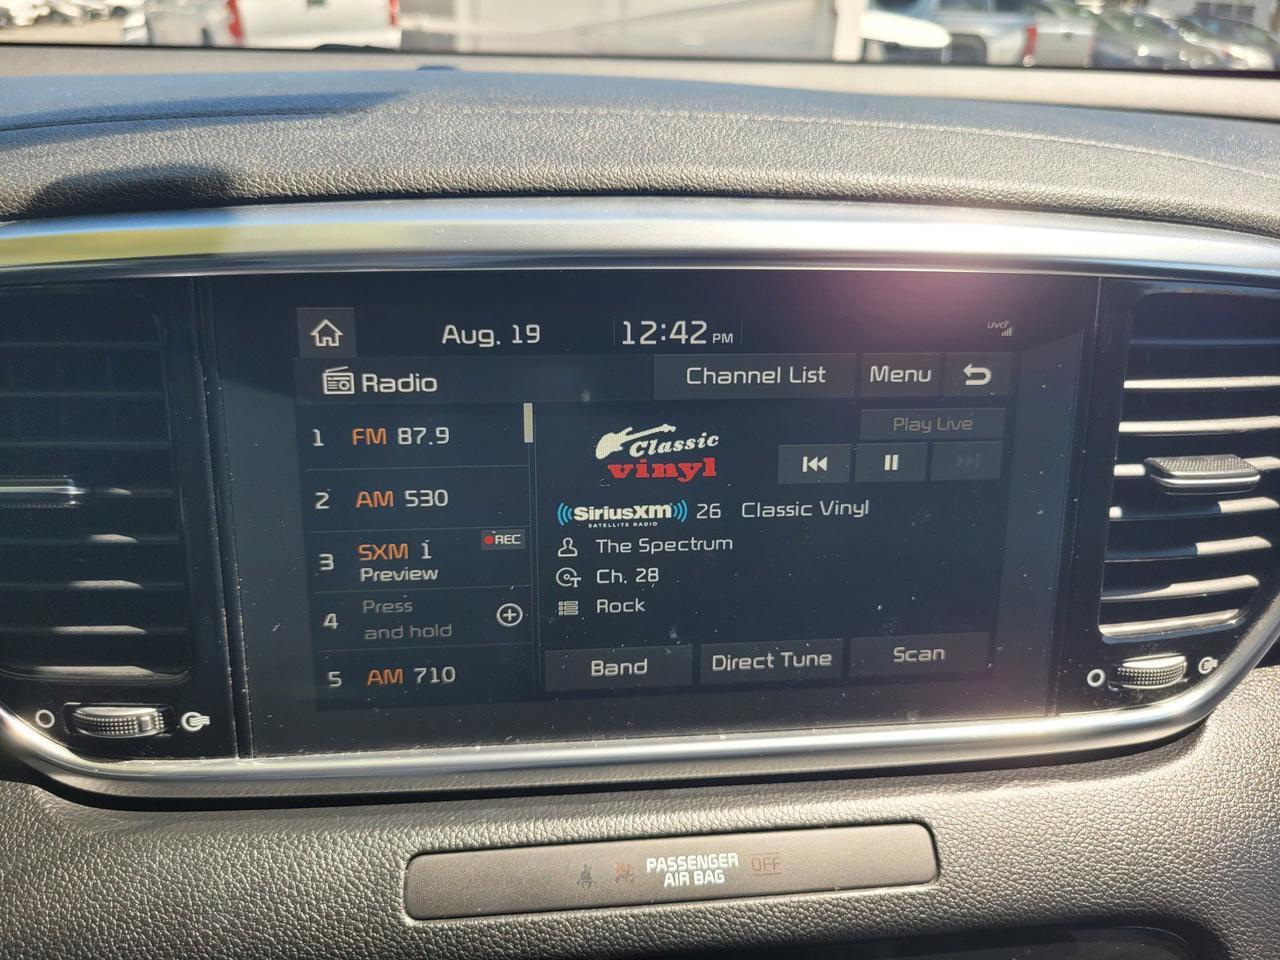 Aug. 19 12:42 PM
UVO
Radio Channel List Menu
1 FM 87.9
2 AM 530
3 SXM 1 REC
Preview
4 Press
and hold
5 AM 710
Classic
vinyl
Play Live
SiriusXM 26 Classic Vinyl
SATELLITE RADIO
The Spectrum
Ch. 28
Rock
Band Direct Tune Scan
PASSENGER
AIR BAG OFF